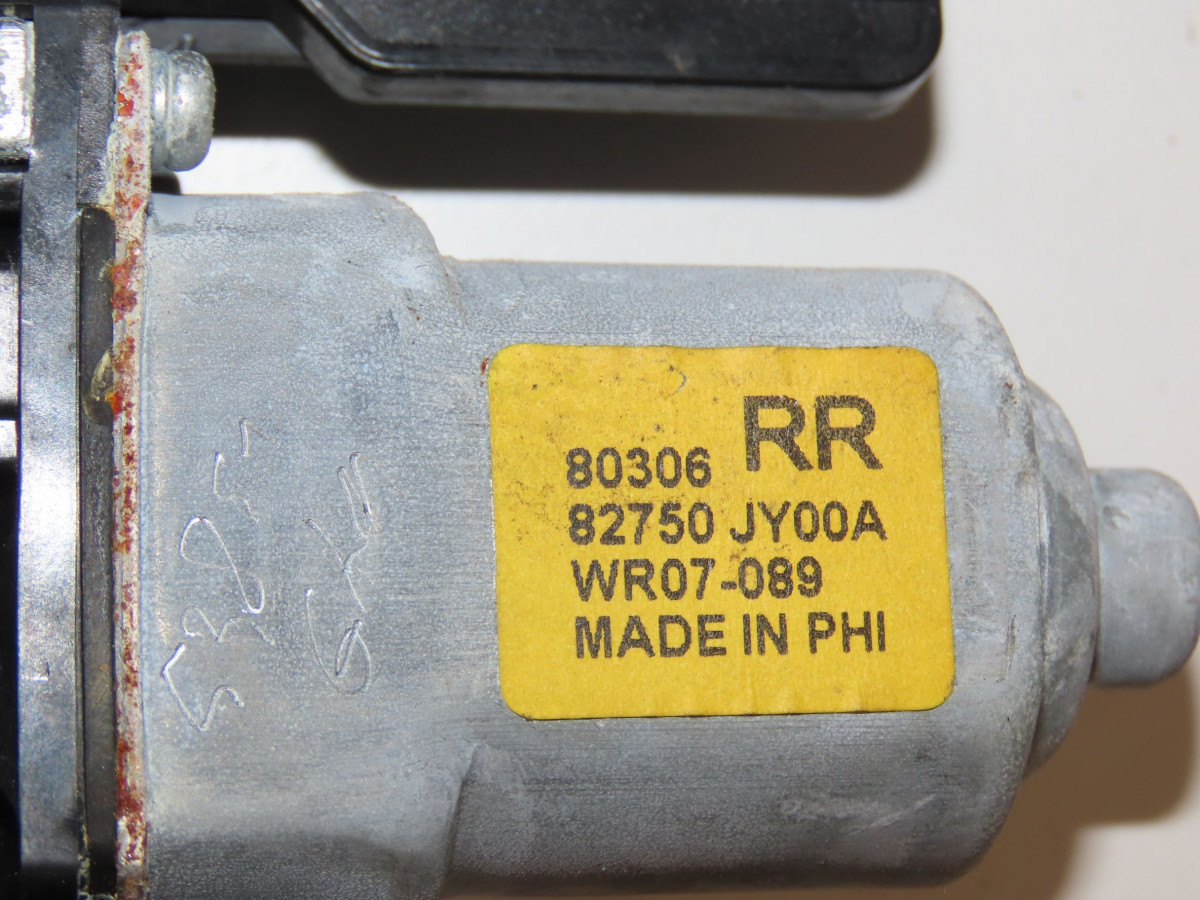 RR
80306
82750 JY00A
WR07-089
MADE IN PHI